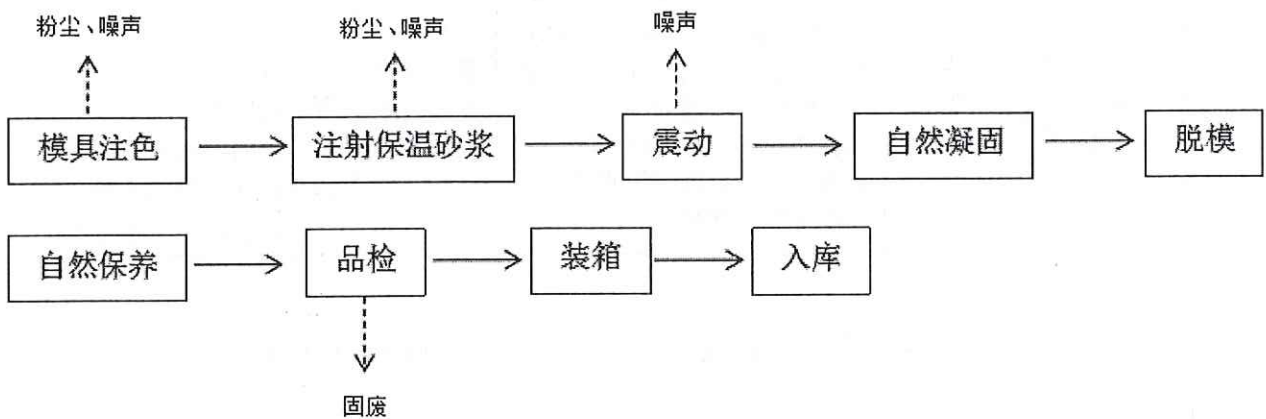 粉尘、噪声 粉尘、噪声 噪声
模具注色 注射保温砂浆 震动 自然凝固 脱模
自然保养 品检 装箱 入库
固废